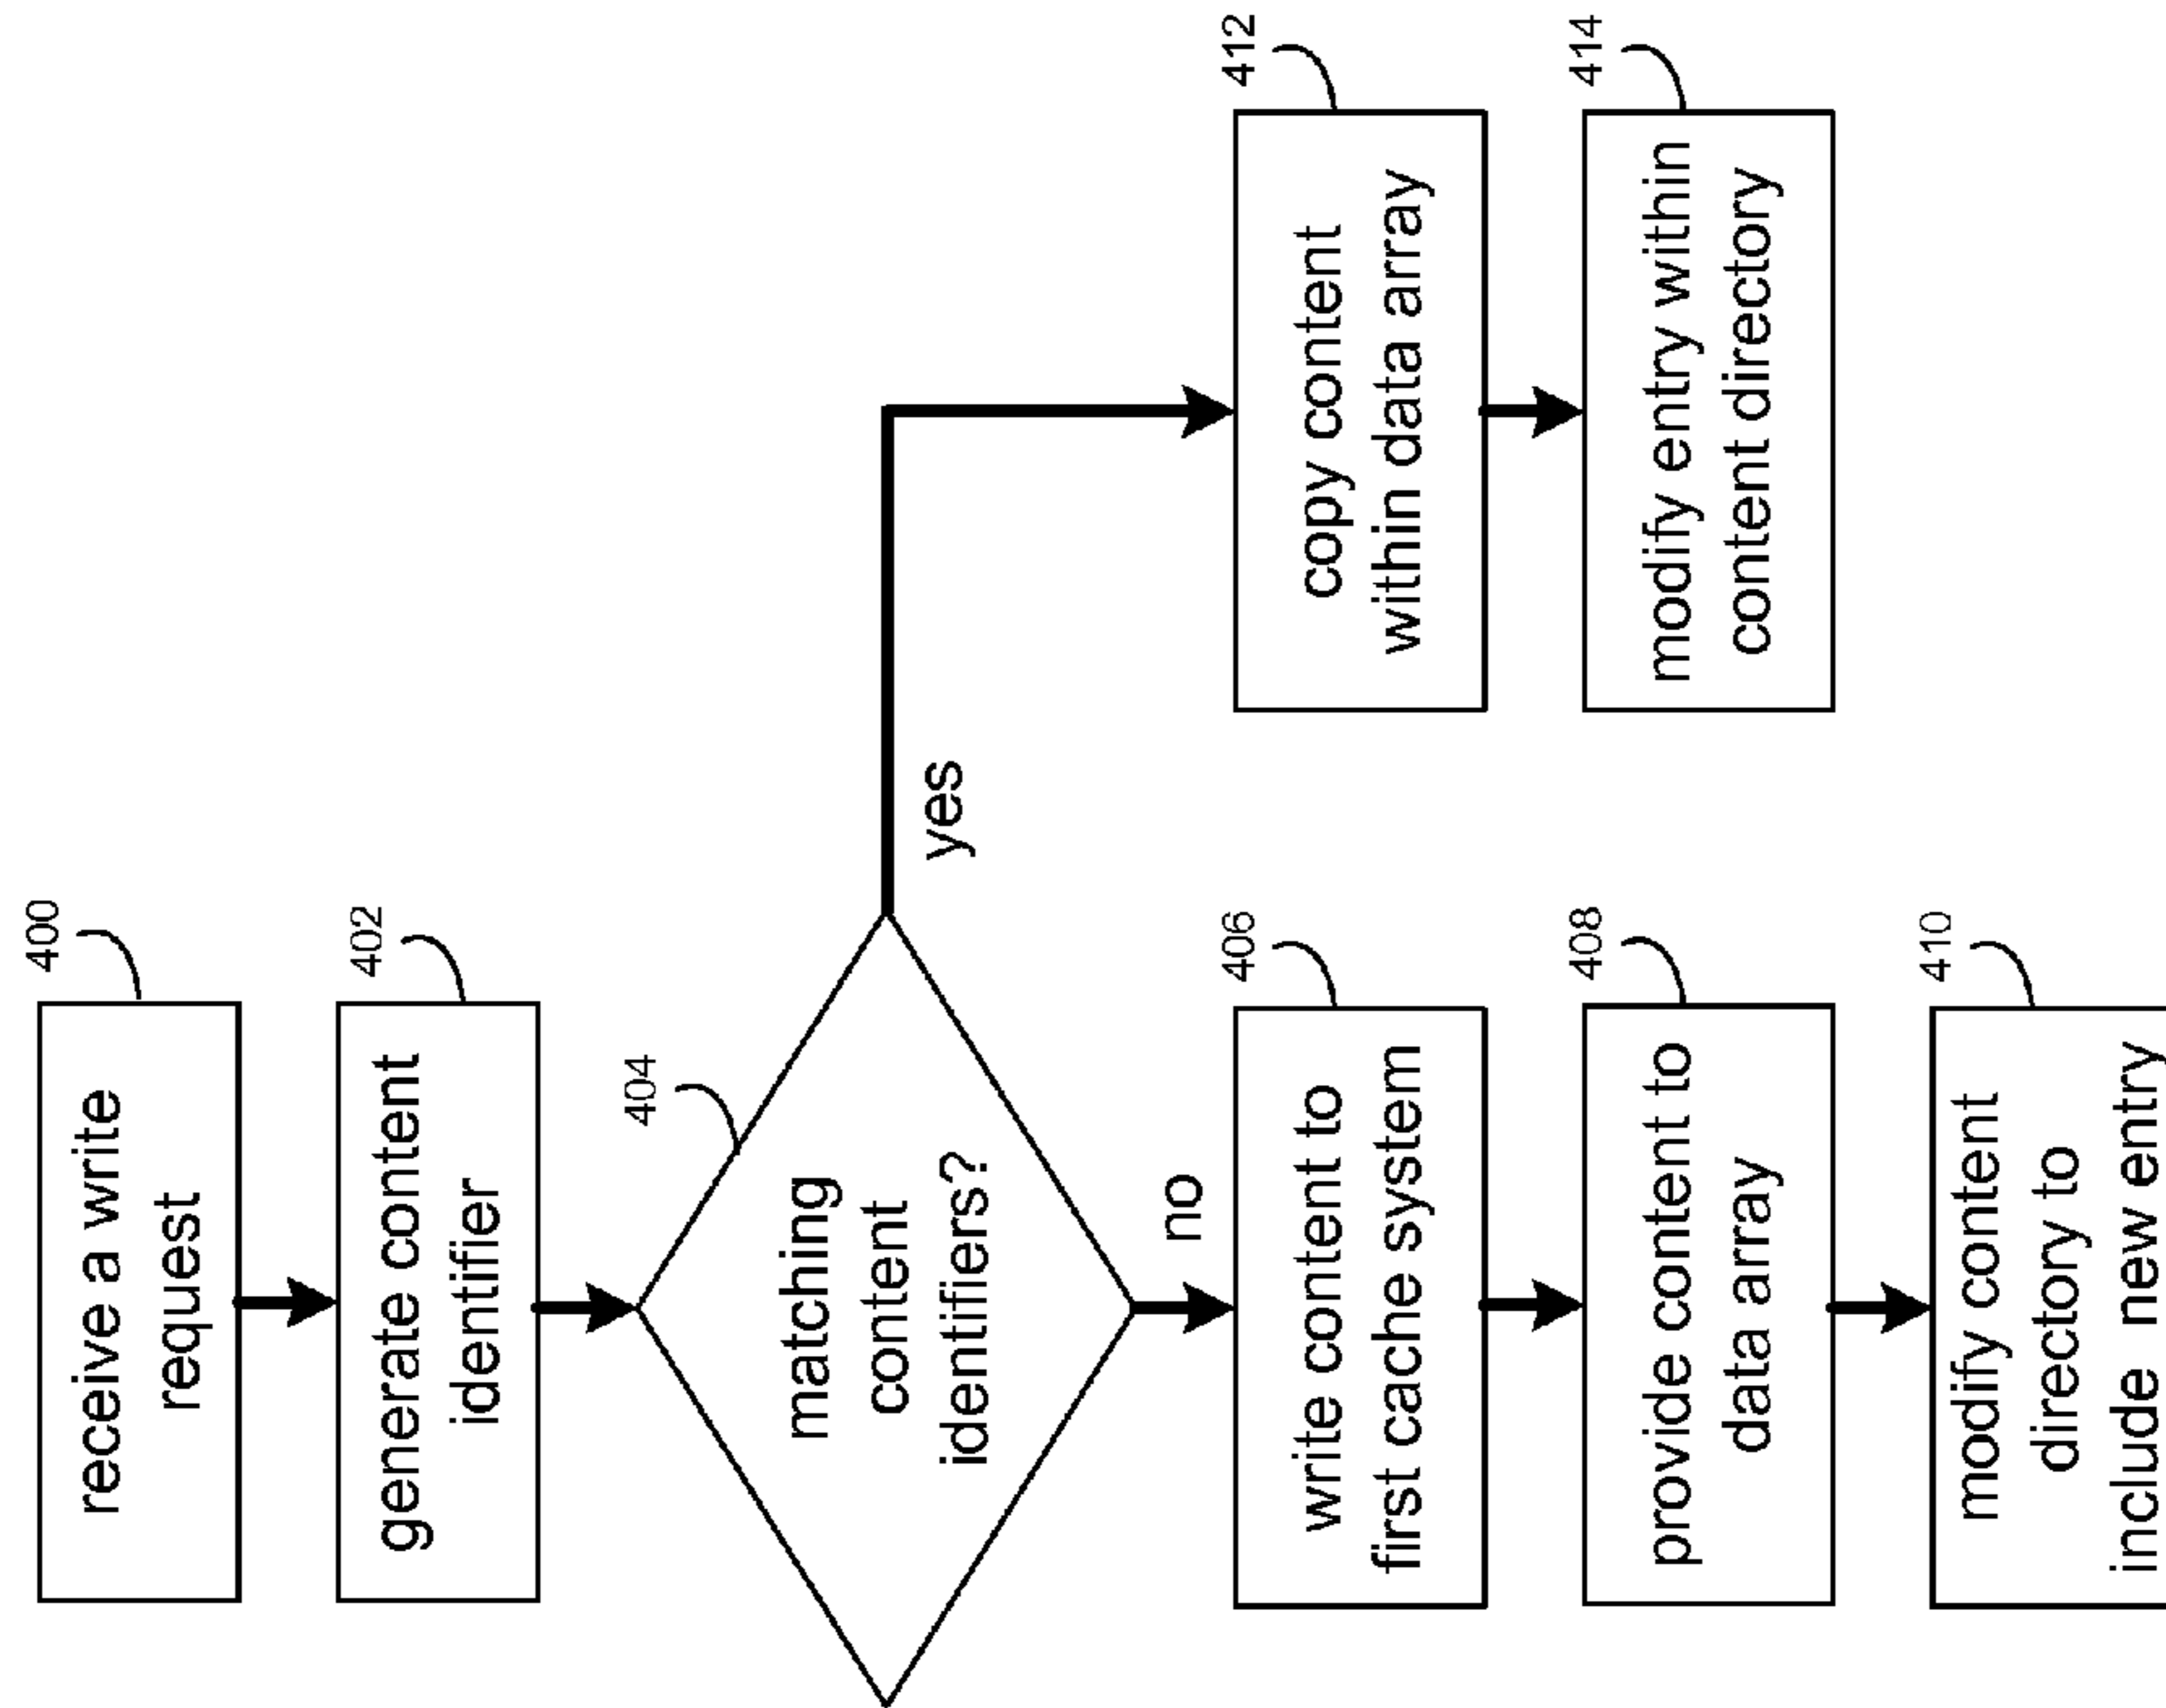 400
receive a write
request
402
generate content
identifier
404
matching
content
identifiers?
yes
no
406
write content to
first cache system
408
provide content to
data array
410
modify content
directory to
include new entry
412
copy content
within data array
414
modify entry within
content directory